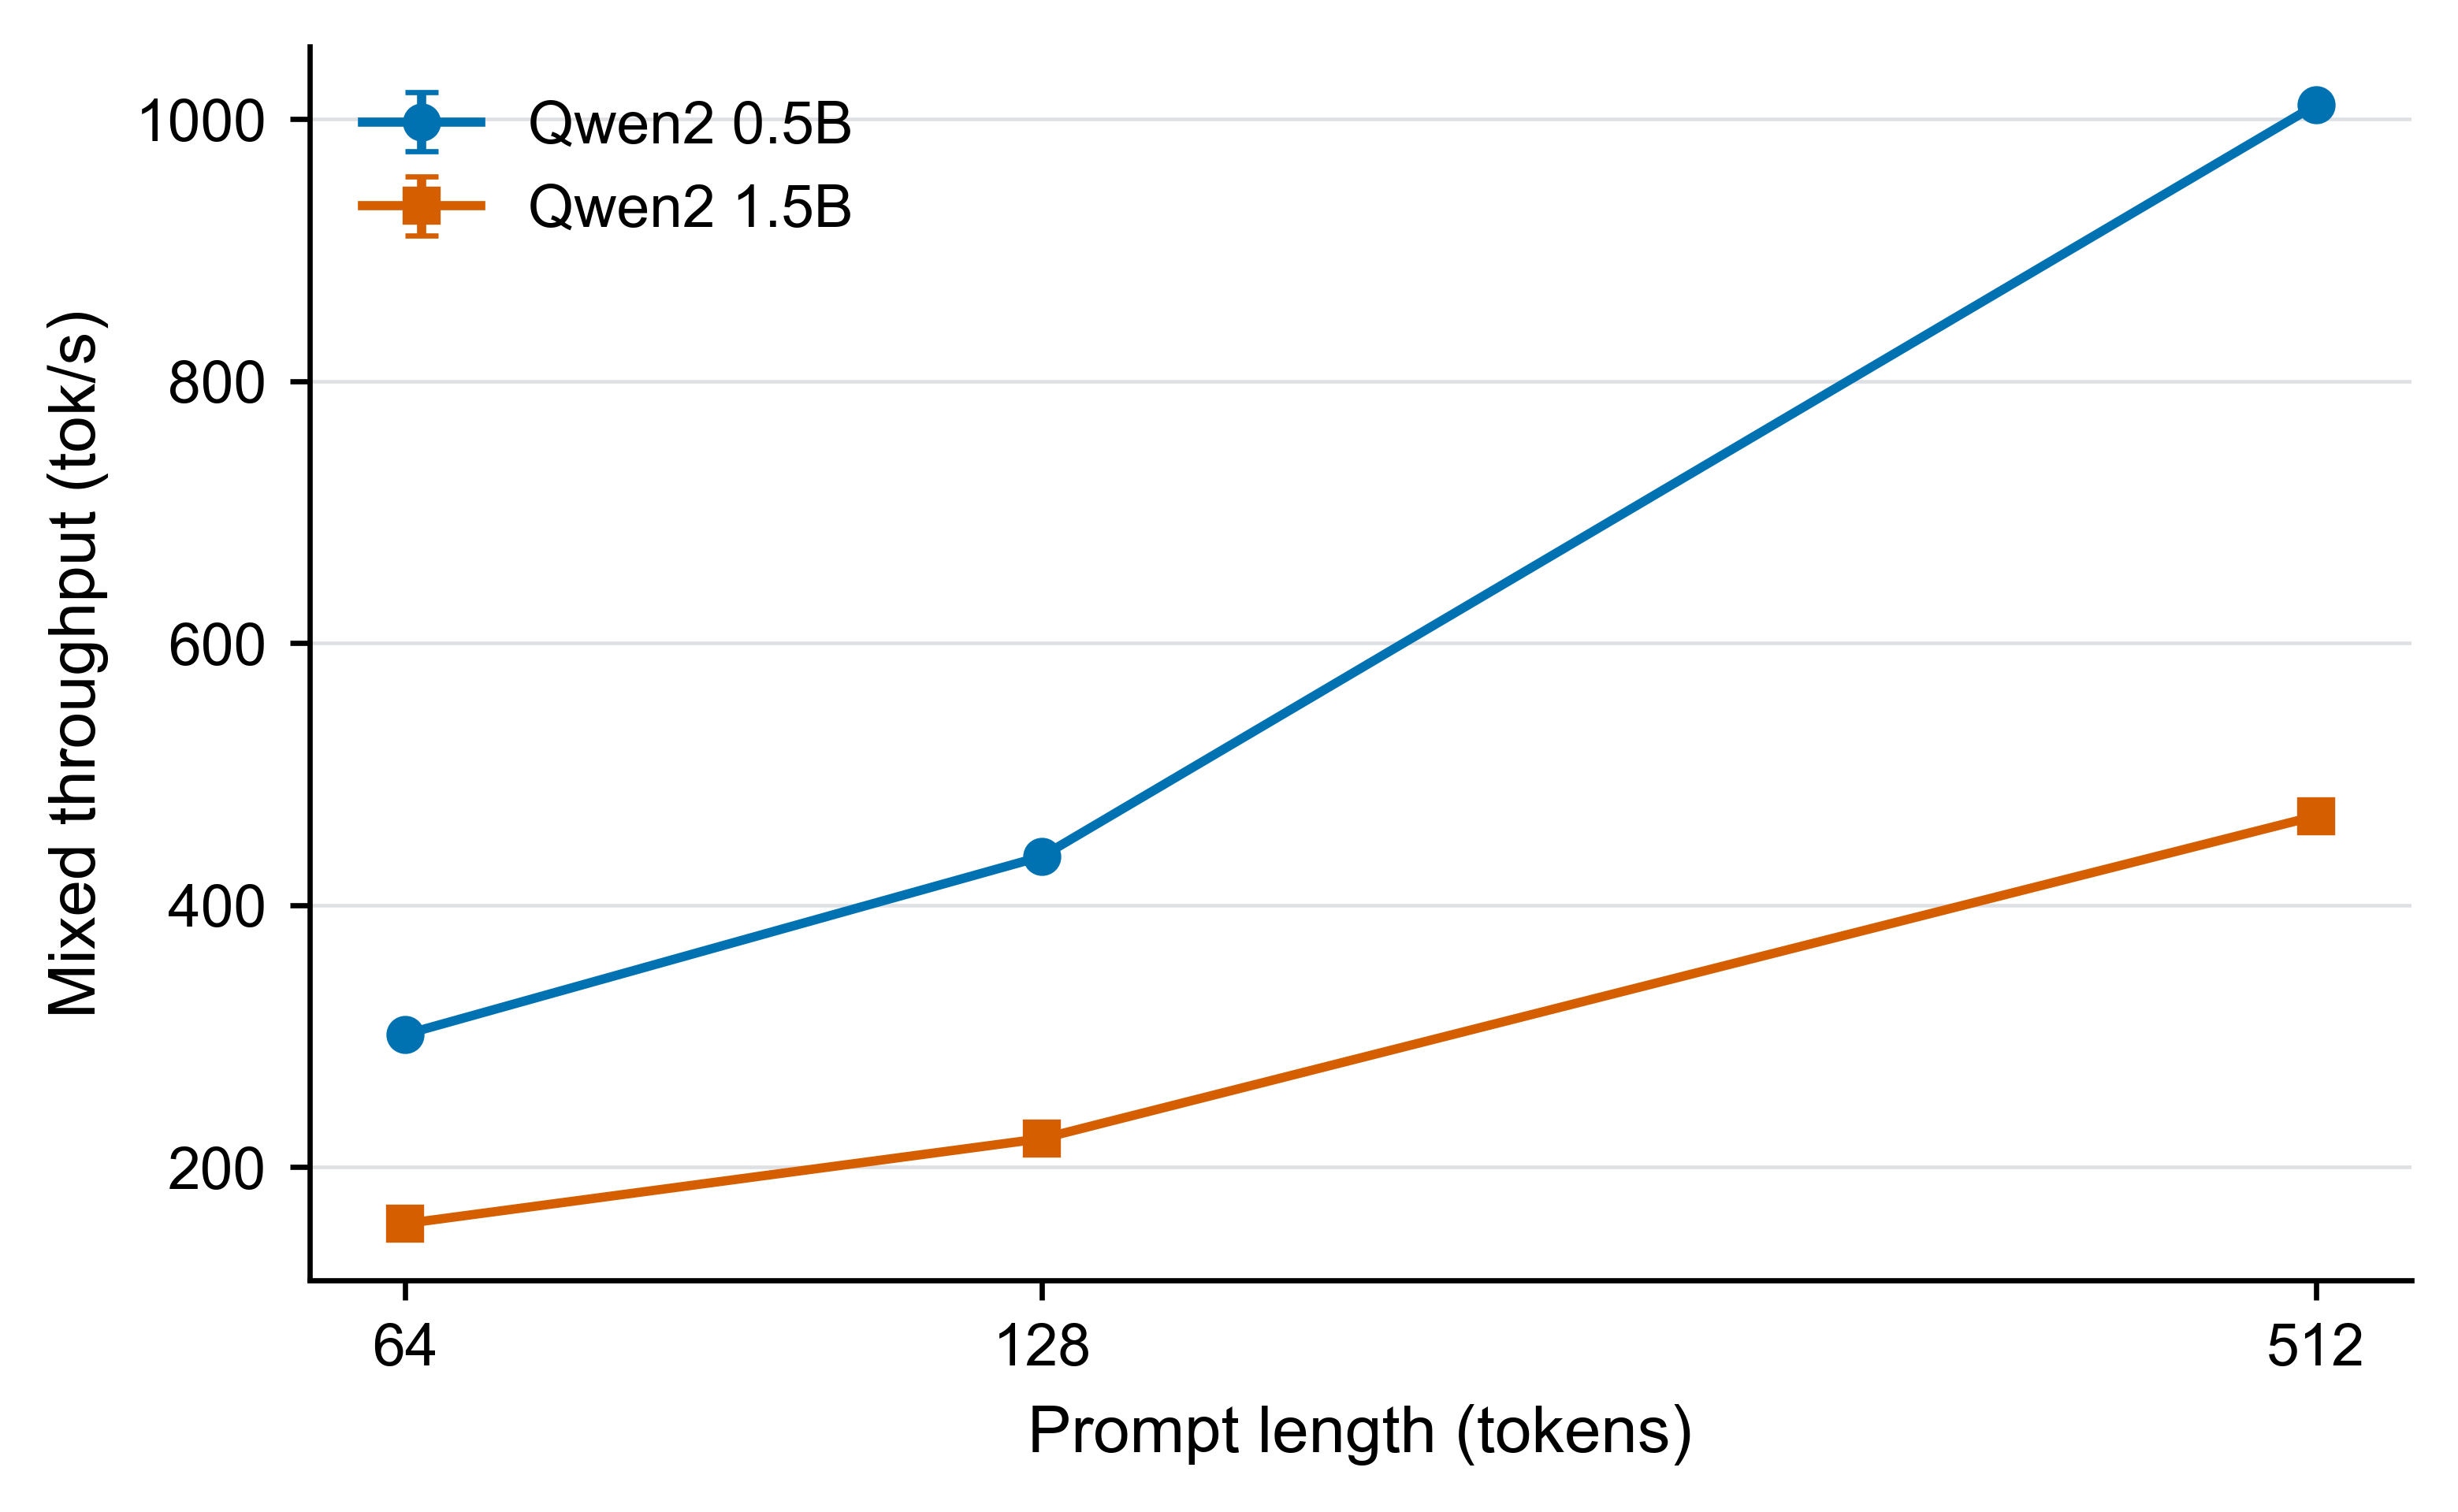 Qwen2 0.5B
Qwen2 1.5B
Mixed throughput (tok/s)
1000
800
600
400
200
64 128 512
Prompt length (tokens)